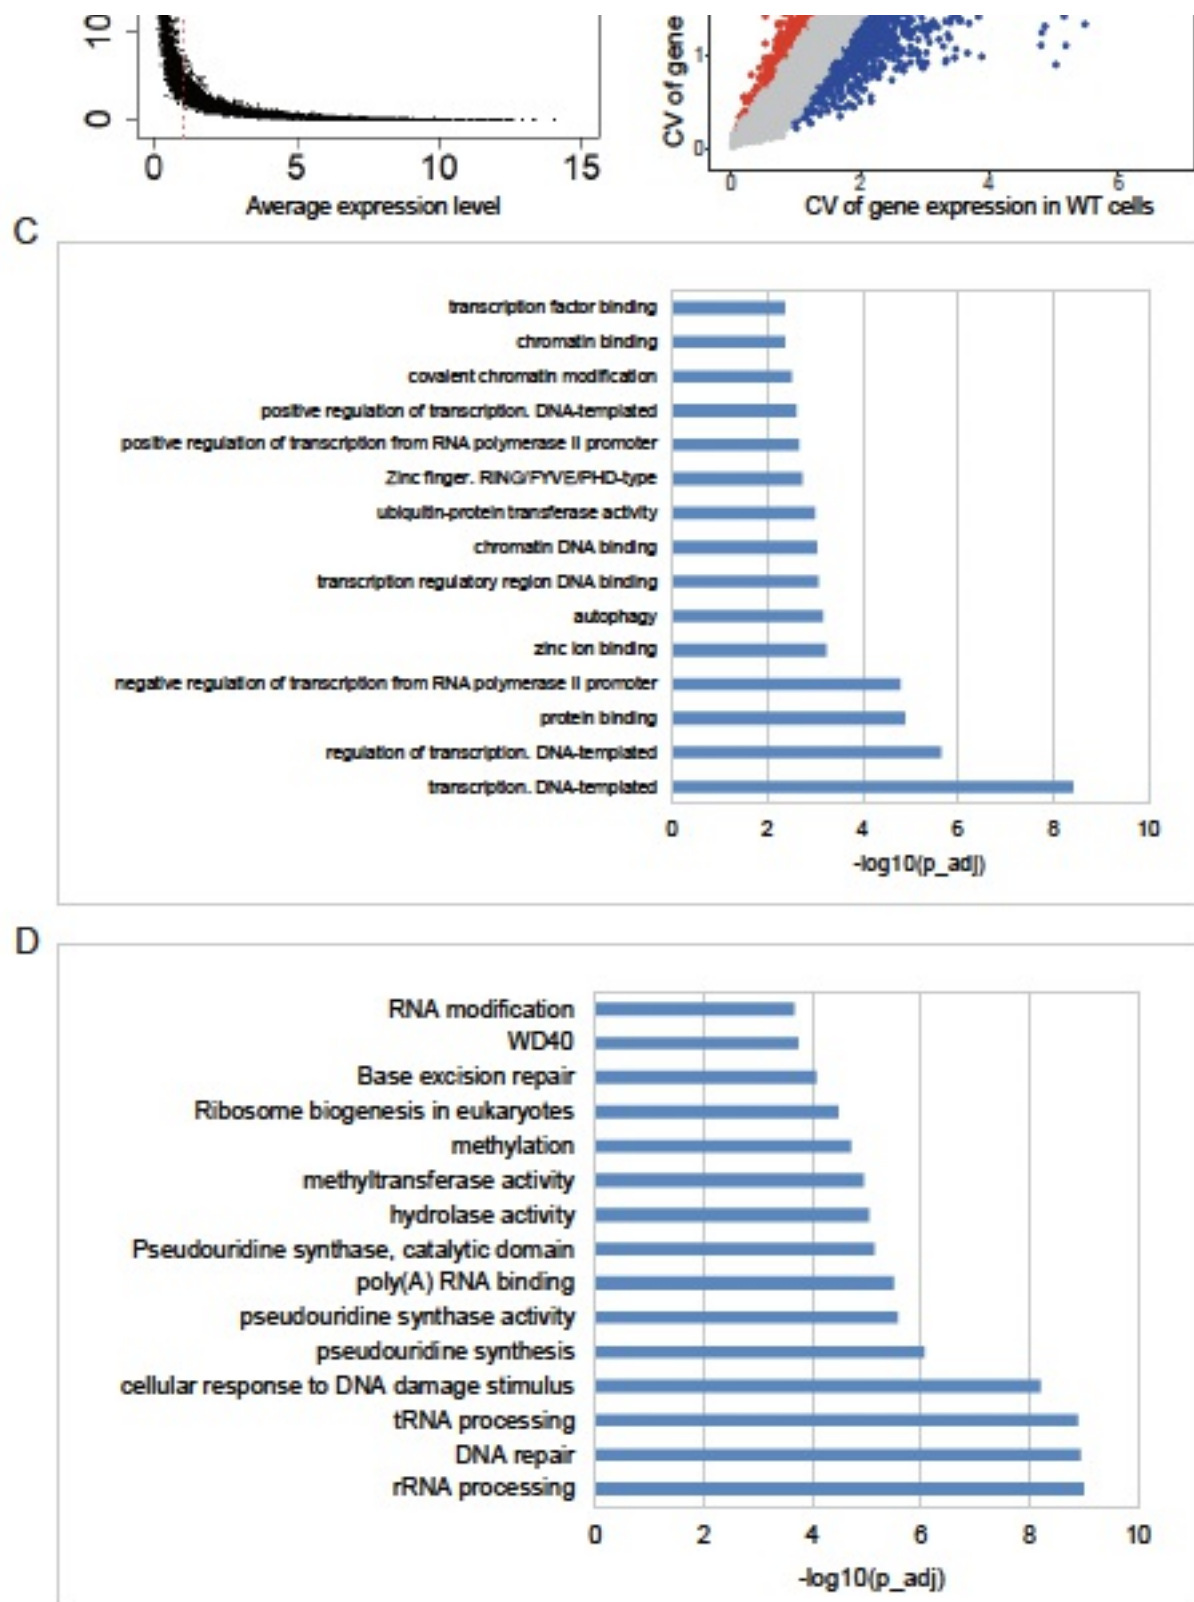 10
0
0 5 10 15
Average expression level
CV of gene
1
0
0 2 4 6
CV of gene expression in WT cells
C
transcription factor binding
chromatin binding
covalent chromatin modification
positive regulation of transcription. DNA-templated
positive regulation of transcription from RNA polymerase II promoter
Zinc finger. RING/FYVE/PHD-type
ubiquitin-protein transferase activity
chromatin DNA binding
transcription regulatory region DNA binding
autophagy
zinc ion binding
negative regulation of transcription from RNA polymerase II promoter
protein binding
regulation of transcription. DNA-templated
transcription. DNA-templated
0 2 4 6 8 10
-log10(p_adj)
D
RNA modification
WD40
Base excision repair
Ribosome biogenesis in eukaryotes
methylation
methyltransferase activity
hydrolase activity
Pseudouridine synthase, catalytic domain
poly(A) RNA binding
pseudouridine synthase activity
pseudouridine synthesis
cellular response to DNA damage stimulus
tRNA processing
DNA repair
rRNA processing
0 2 4 6 8 10
-log10(p_adj)